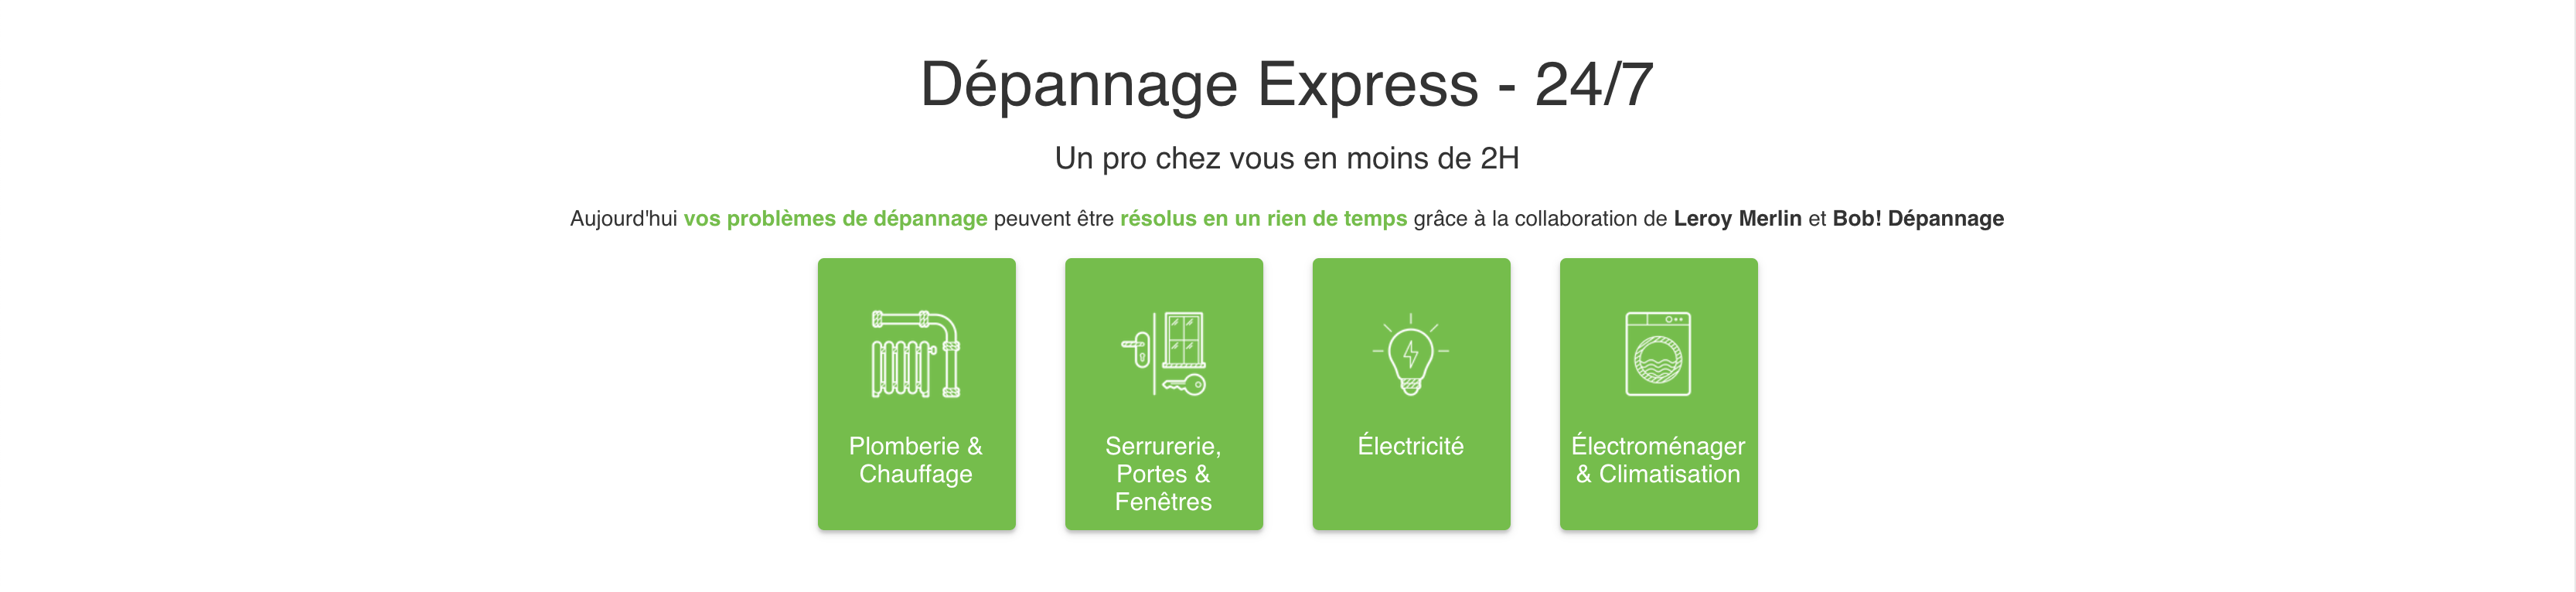 Dépannage Express - 24/7
Un pro chez vous en moins de 2H
Aujourd'hui vos problèmes de dépannage peuvent être résolus en un rien de temps grâce à la collaboration de Leroy Merlin et Bob! Dépannage
Plomberie &
Chauffage
Serrurerie,
Portes &
Fenêtres
Électricité
Électroménager
& Climatisation